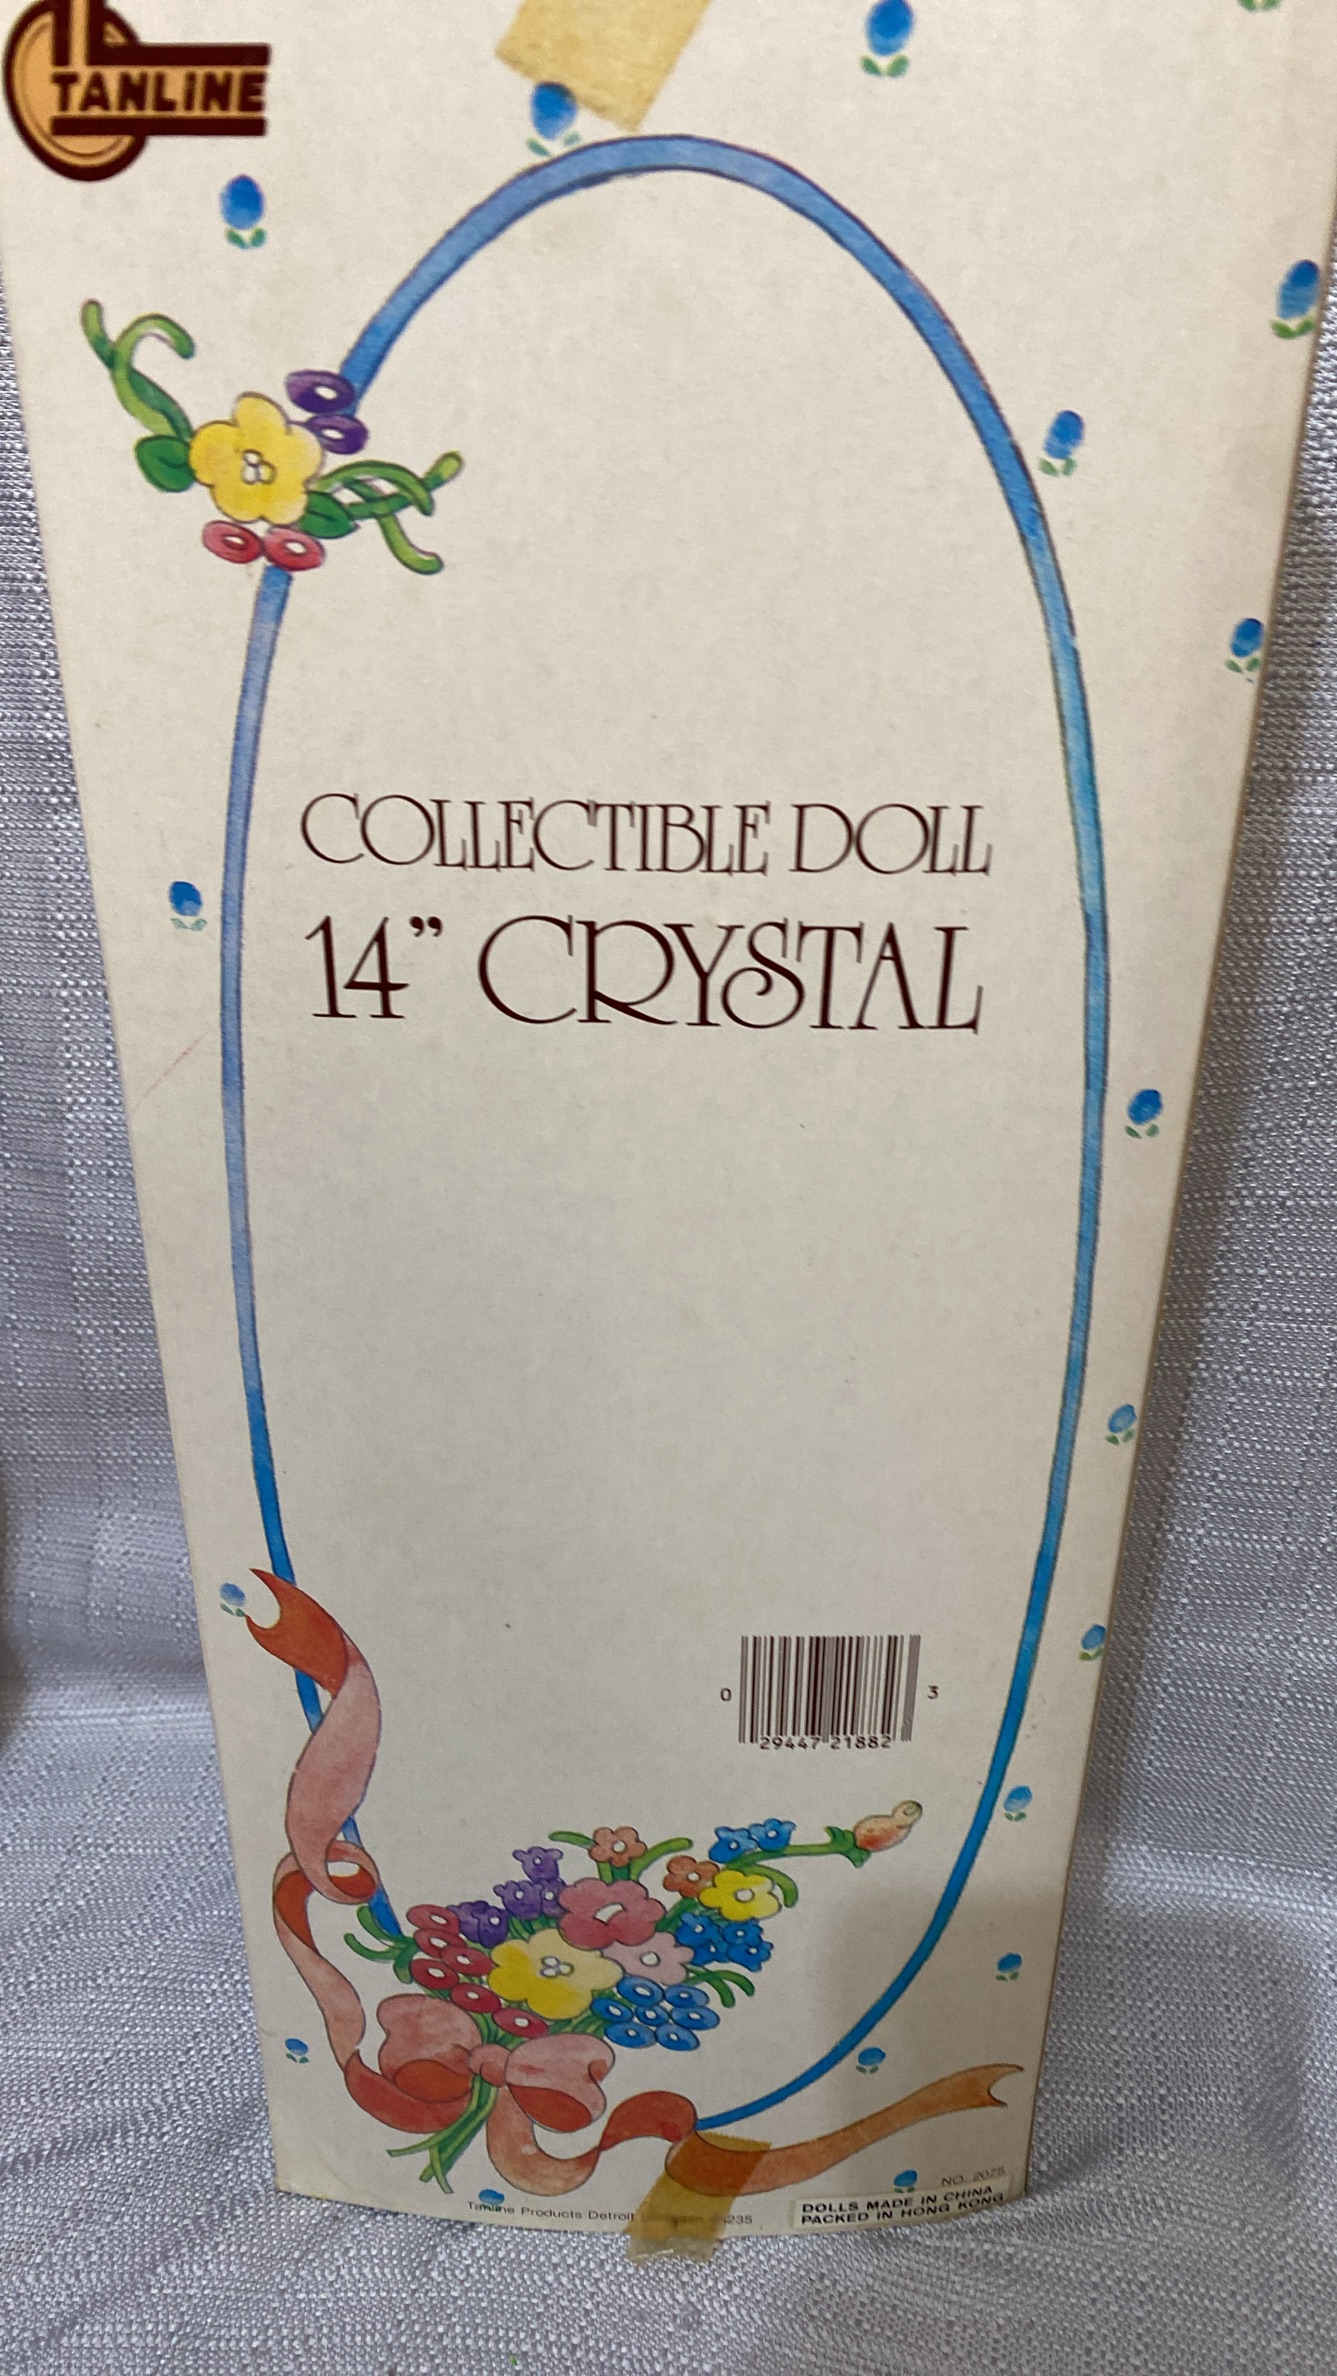 TANLINE
COLLECTIBLE DOLL
14” CRYSTAL
0 29447 21882 3
NO. 2075
Tanline Products Detroit 235
DOLLS MADE IN CHINA
PACKED IN HONG KONG